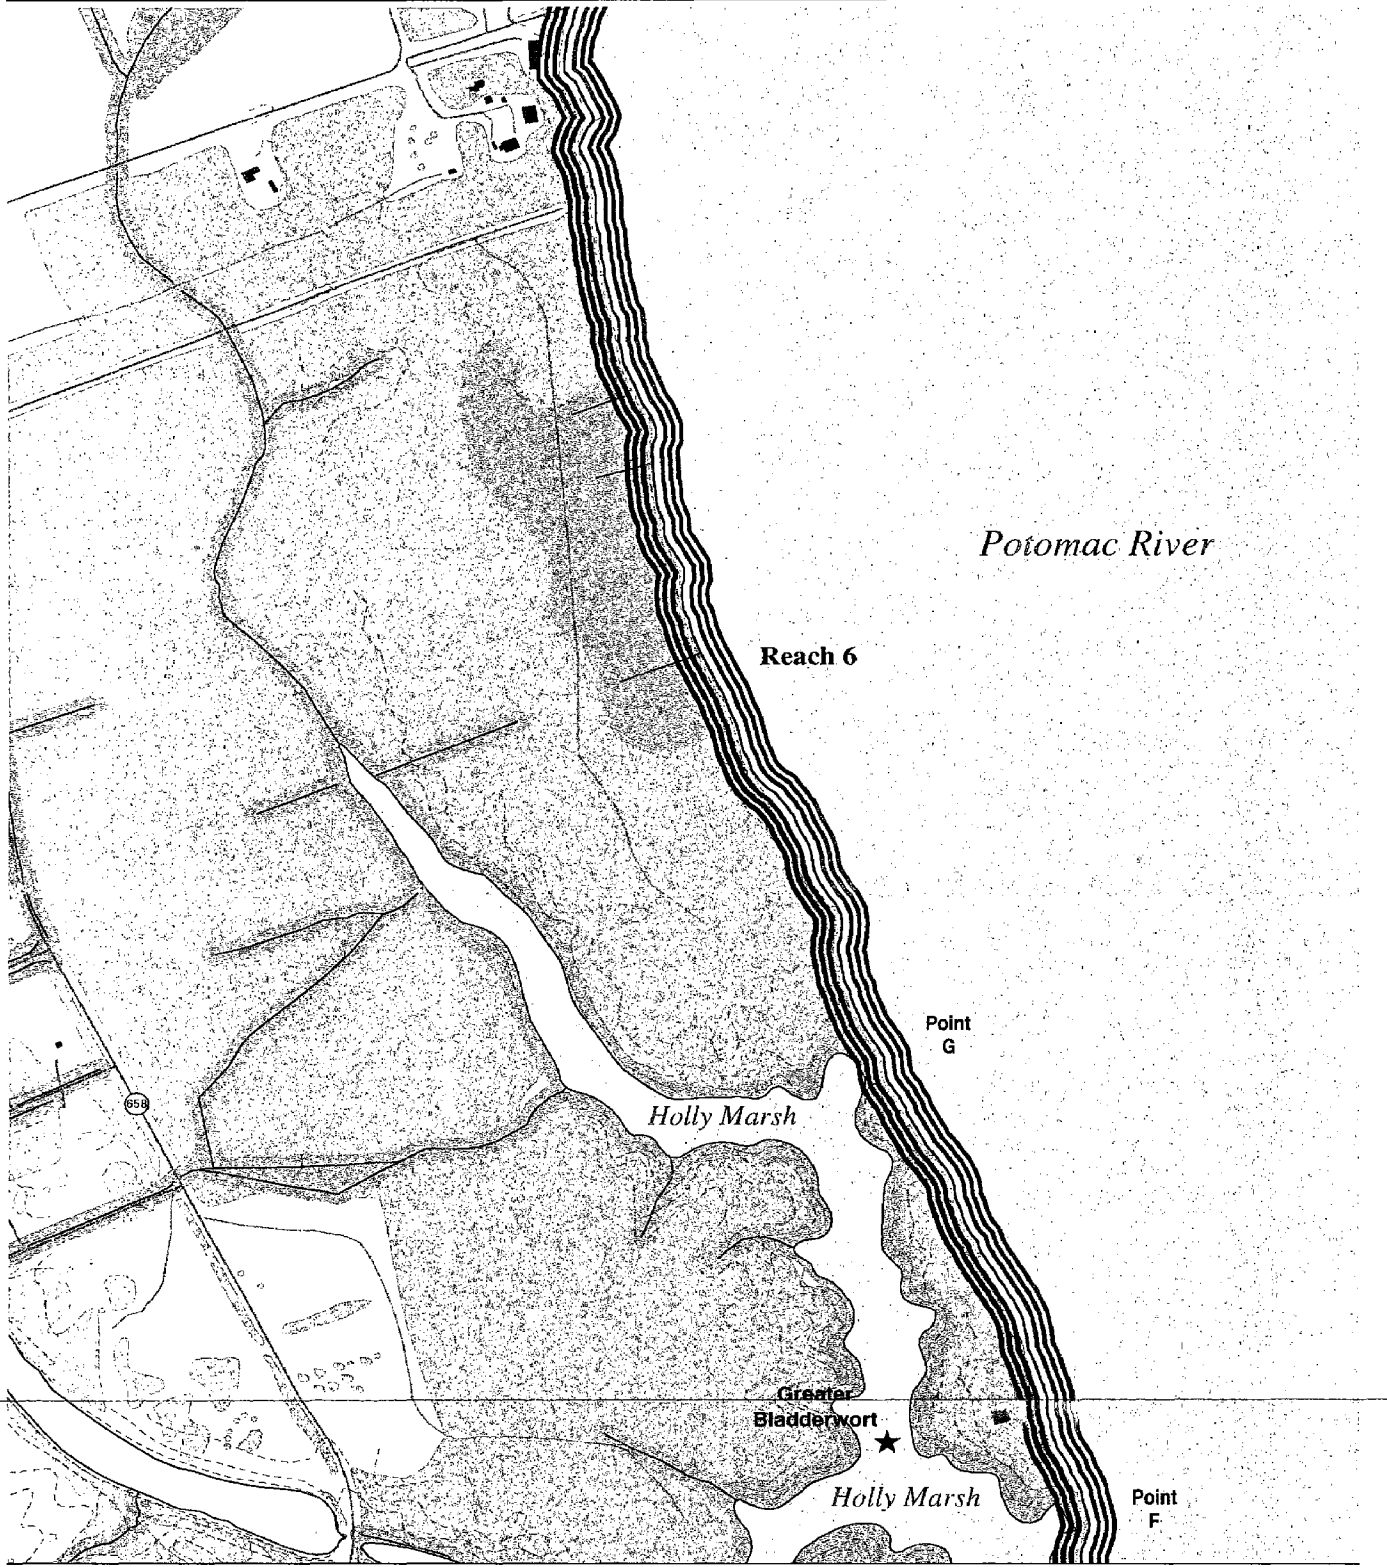 Potomac River
Reach 6
Point
G
658
Holly Marsh
Greater
Bladderwort
Holly Marsh
Point
F